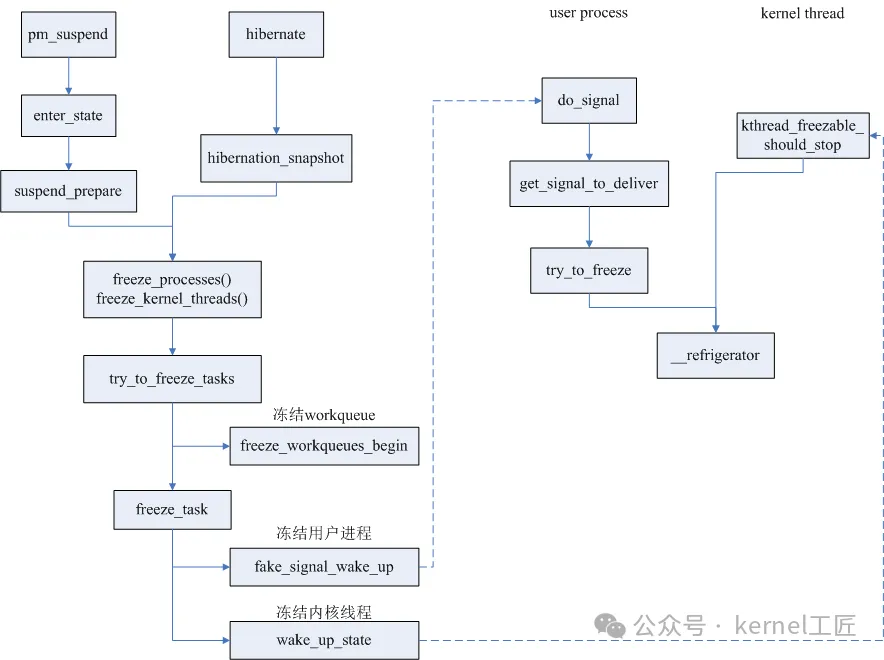 user process
kernel thread
pm_suspend
hibernate
enter_state
do_signal
kthread_freezable_
should_stop
hibernation_snapshot
suspend_prepare
get_signal_to_deliver
freeze_processes()
freeze_kernel_threads()
try_to_freeze
__refrigerator
try_to_freeze_tasks
冻结workqueue
freeze_workqueues_begin
freeze_task
冻结用户进程
fake_signal_wake_up
冻结内核线程
wake_up_state
公众号 · kernel工匠